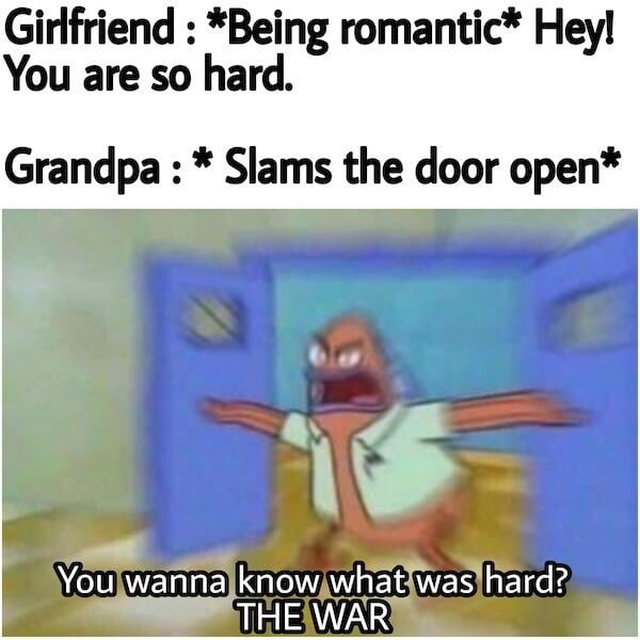 Girlfriend : *Being romantic* Hey!
You are so hard.
Grandpa : * Slams the door open*
You wanna know what was hard?
THE WAR